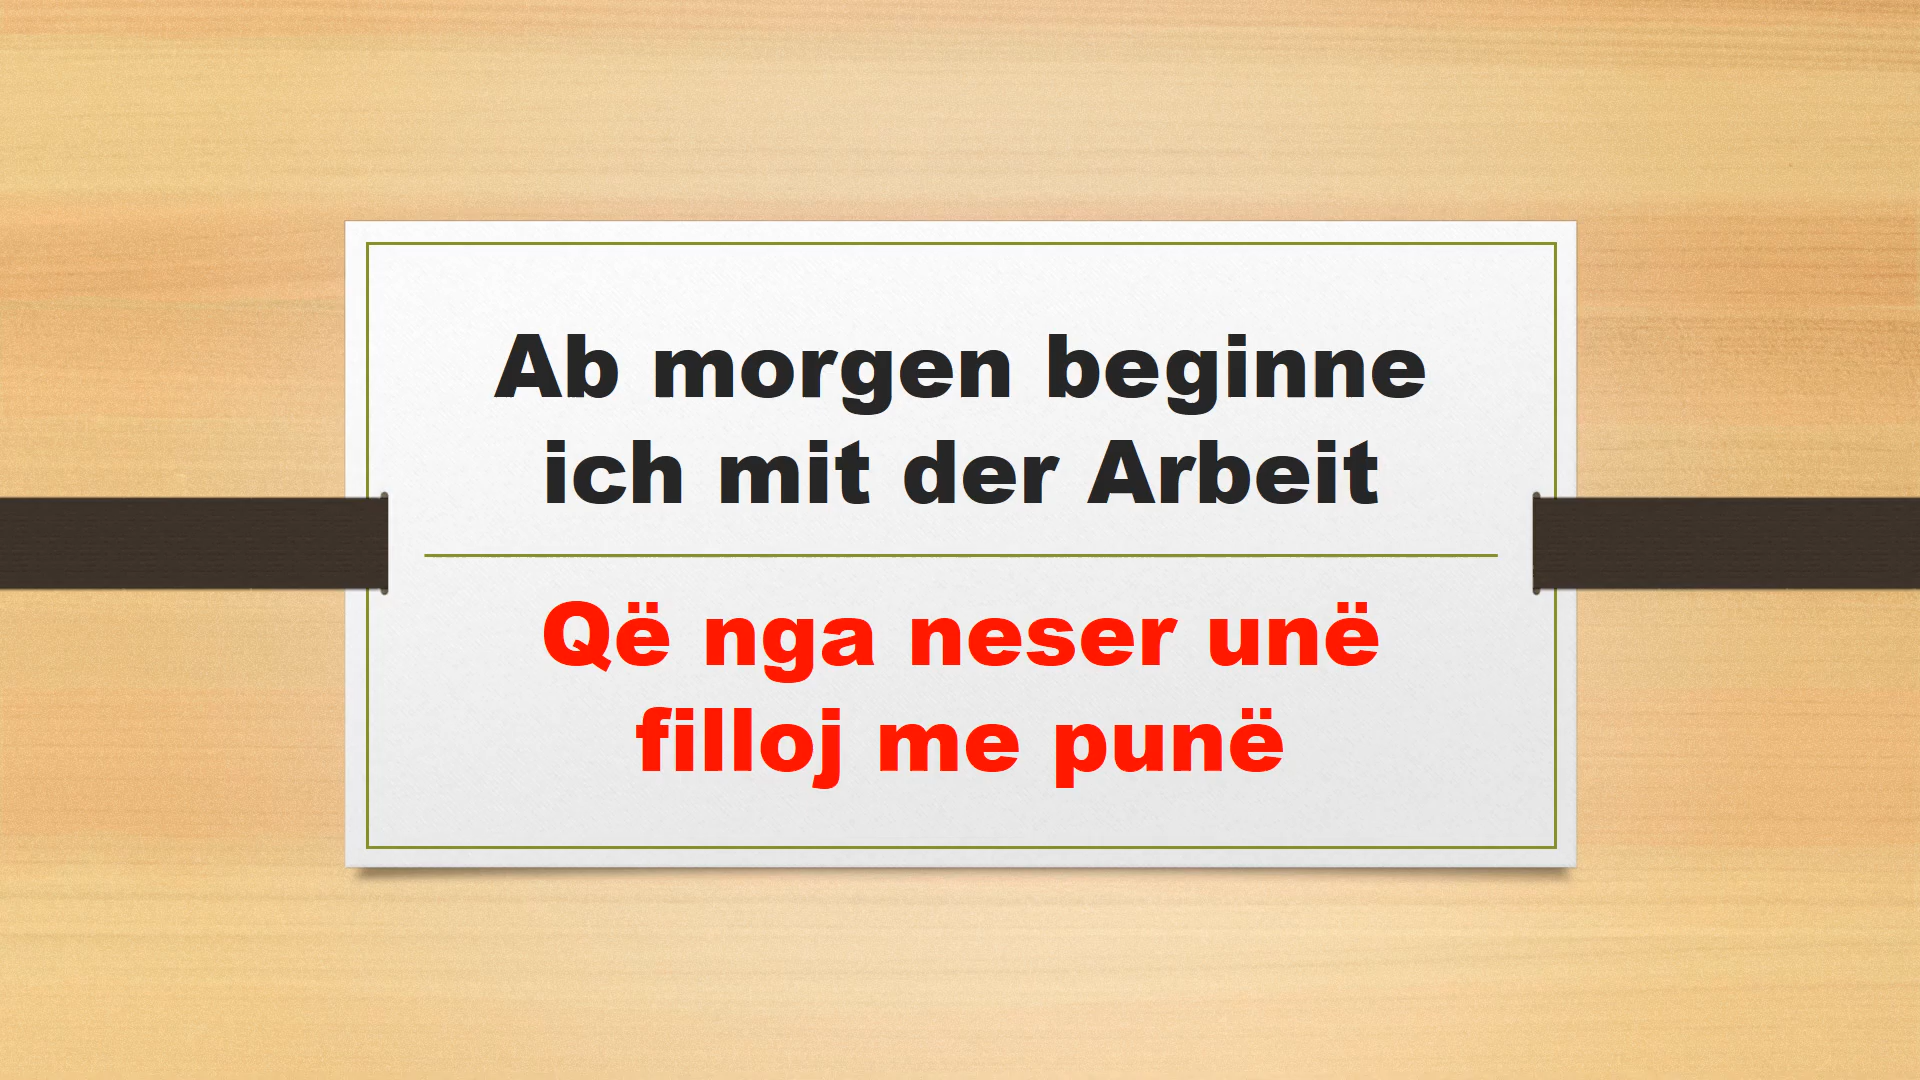 Ab morgen beginne
ich mit der Arbeit
Që nga neser unë
filloj me punë